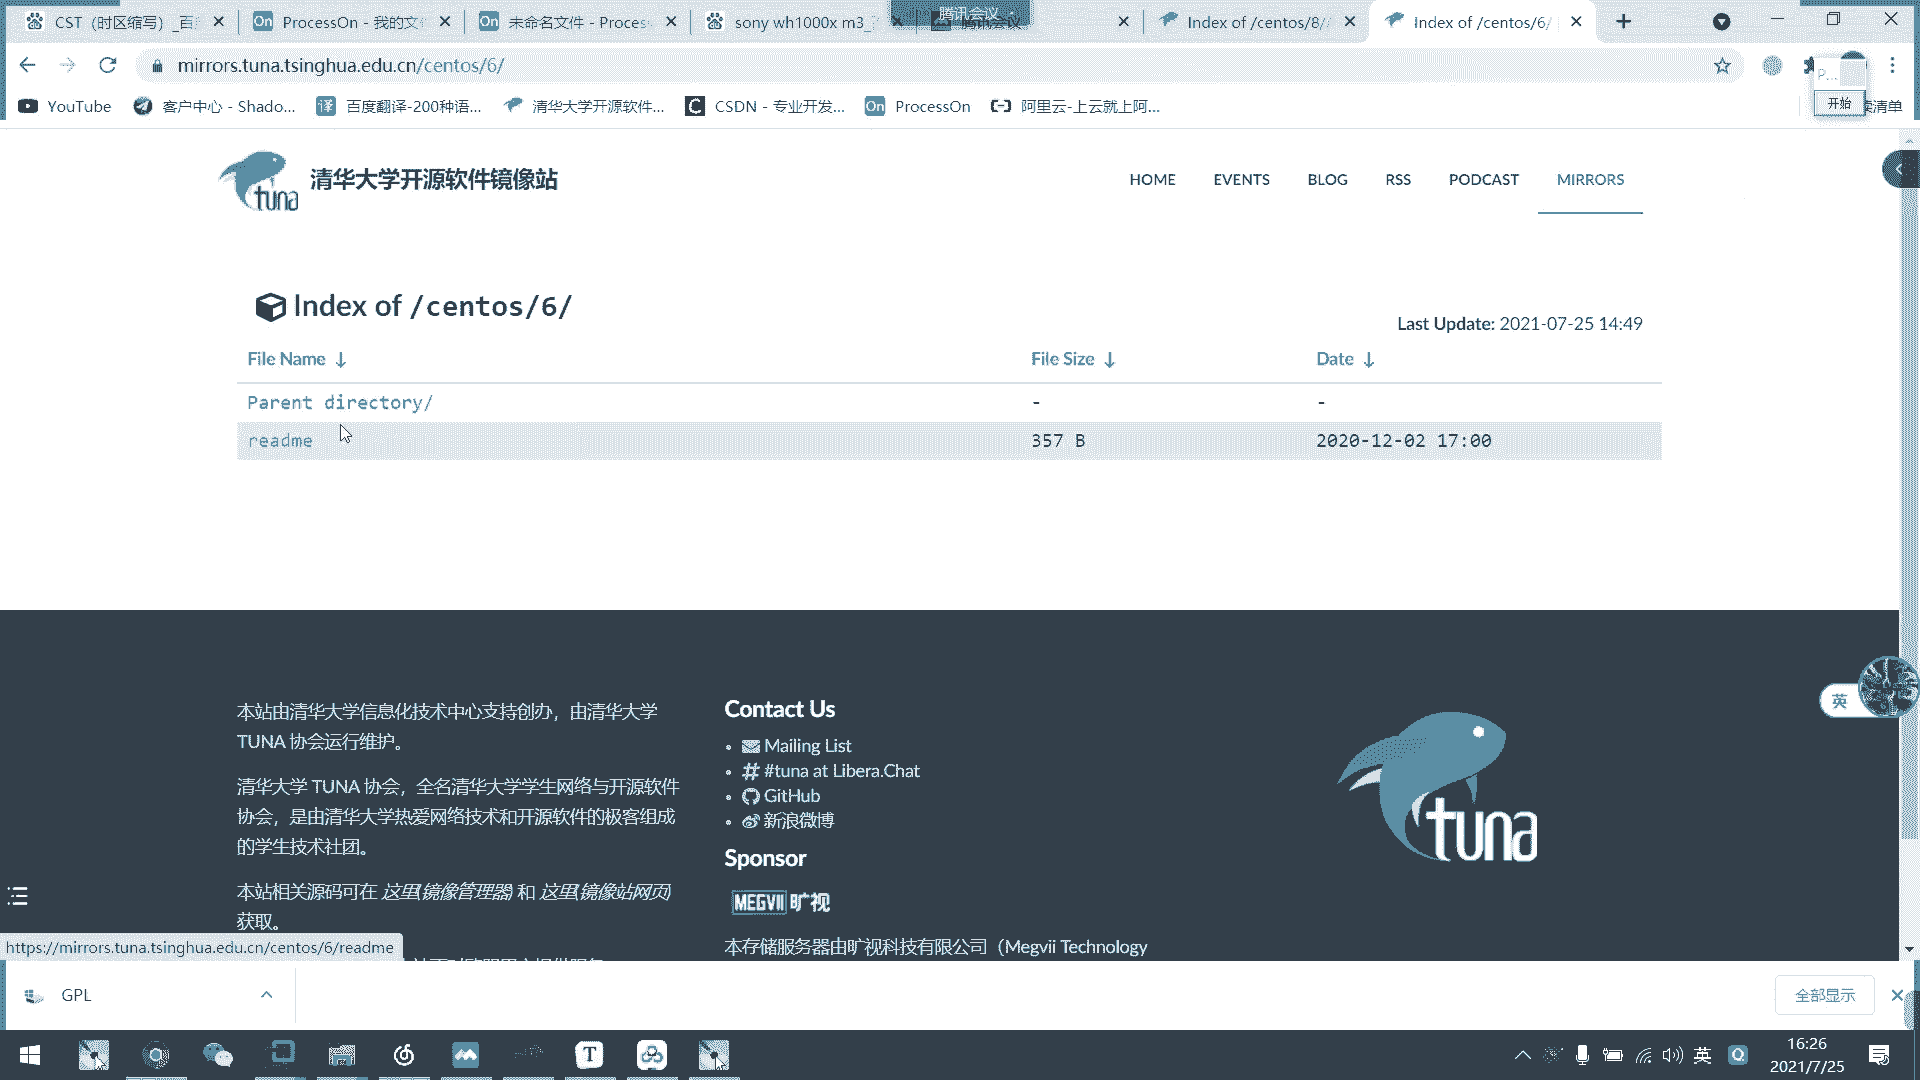 CST（时区缩写）_百
ProcessOn - 我的文
未命名文件 - Proces
sony wh1000x m3_
腾讯会议
腾讯会议
Index of /centos/8/
Index of /centos/6/
mirrors.tuna.tsinghua.edu.cn/centos/6/
P...
开始
YouTube
客户中心 - Shado...
译
百度翻译-200种语...
清华大学开源软件...
CSDN - 专业开发...
On
ProcessOn
阿里云-上云就上阿...
清单
tuna
清华大学开源软件镜像站
HOME
EVENTS
BLOG
RSS
PODCAST
MIRRORS
Index of /centos/6/
Last Update: 2021-07-25 14:49
File Name ↓
File Size ↓
Date ↓
Parent directory/
-
-
readme
357 B
2020-12-02 17:00
本站由清华大学信息化技术中心支持创办，由清华大学
TUNA 协会运行维护。
清华大学 TUNA 协会，全名清华大学学生网络与开源软件
协会，是由清华大学热爱网络技术和开源软件的极客组成
的学生技术社团。
本站相关源码可在 这里(镜像管理器) 和 这里(镜像站网页)
获取。
Contact Us
Mailing List
#tuna at Libera.Chat
GitHub
新浪微博
Sponsor
MEGVII 旷视
本存储服务器由旷视科技有限公司（Megvii Technology
tuna
英
https://mirrors.tuna.tsinghua.edu.cn/centos/6/readme
GPL
全部显示
T
英
16:26
2021/7/25